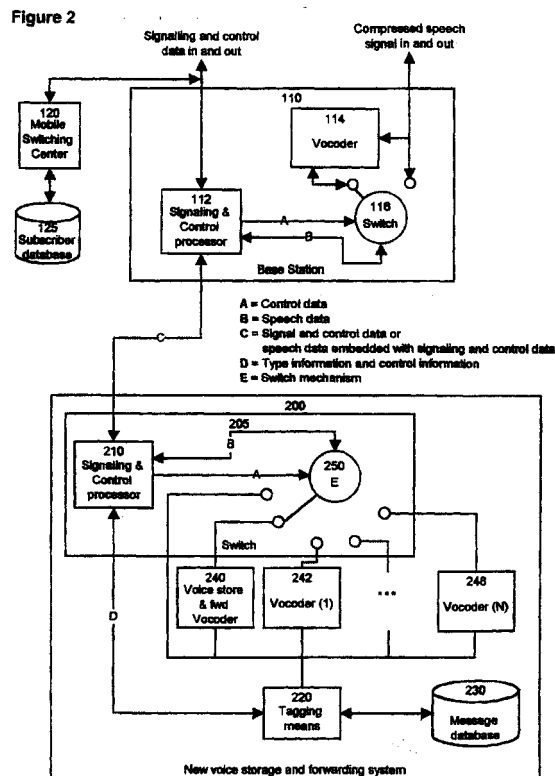 Figure 2
Signalling and control
data in and out
Compressed speech
signal in and out
110
120
Mobile
Switching
Center
114
Vocoder
125
Subscriber
database
112
Signaling &
Control
processor
A
B
116
Switch
Base Station
A = Control data
B = Speech data
C = Signal and control data or
speech data embedded with signaling and control data
D = Type information and control information
E = Switch mechanism
C
200
205
210
Signaling &
Control
processor
B
A
250
E
Switch
240
Voice store
& fwd
Vocoder
242
Vocoder (1)
...
248
Vocoder (N)
D
220
Tagging
means
230
Message
database
New voice storage and forwarding system